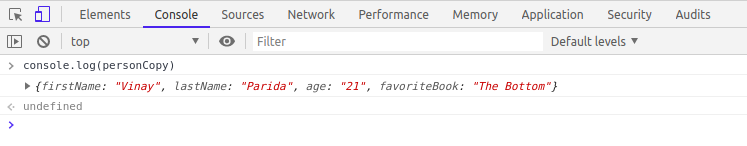 Elements Console Sources Network Performance Memory Application Security Audits
top Filter Default levels
console.log(personCopy)
{firstName: "Vinay", lastName: "Parida", age: "21", favoriteBook: "The Bottom"}
undefined